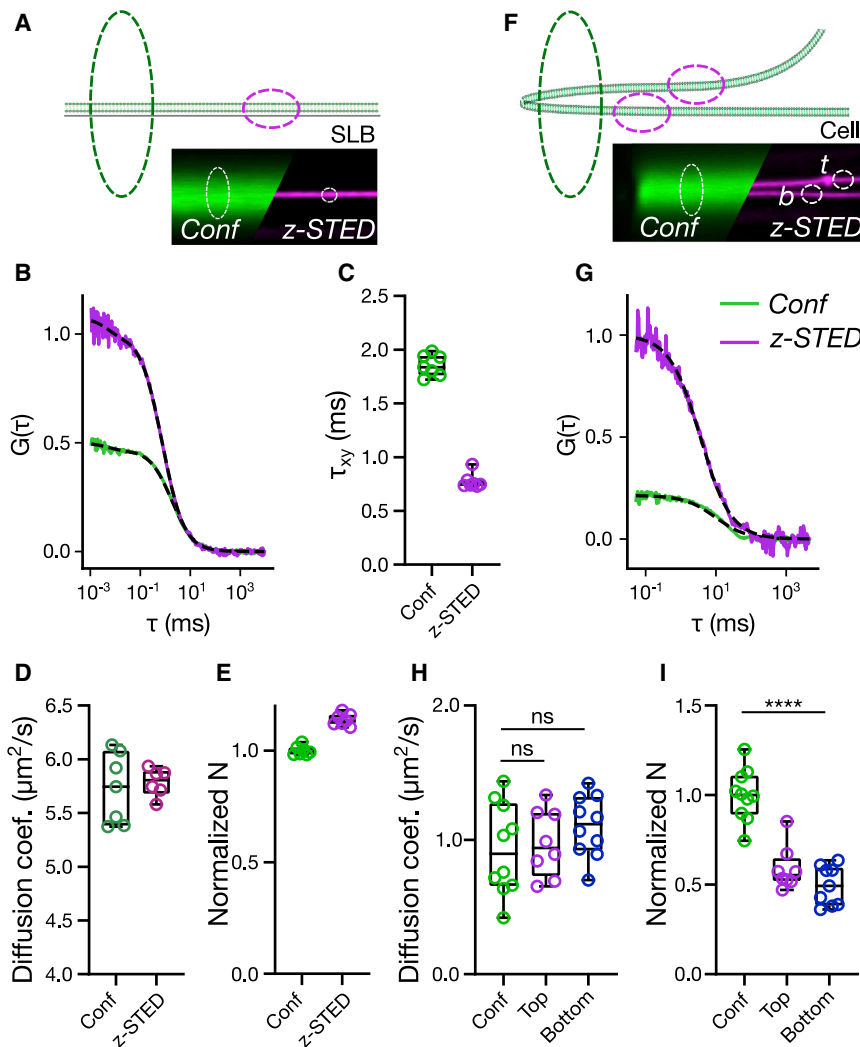 A
SLB
Conf
z-STED
F
Cell
Conf
z-STED
t
b
B
G(τ)
1.0
0.5
0.0
10-3 10-1 101 103
τ (ms)
C
τxy (ms)
2.5
2.0
1.5
1.0
0.5
0.0
Conf
z-STED
G
Conf
z-STED
G(τ)
1.0
0.5
0
10-1 101 103
τ (ms)
D
Diffusion coef. (μm2/s)
6.5
6.0
5.5
5.0
4.5
4.0
Conf
z-STED
E
Normalized N
1.0
1.0
0
Conf
z-STED
H
Diffusion coef. (μm2/s)
2.0
1.0
0.0
ns
ns
Conf
Top
Bottom
I
Normalized N
1.5
1.0
0.5
0.0
****
Conf
Top
Bottom